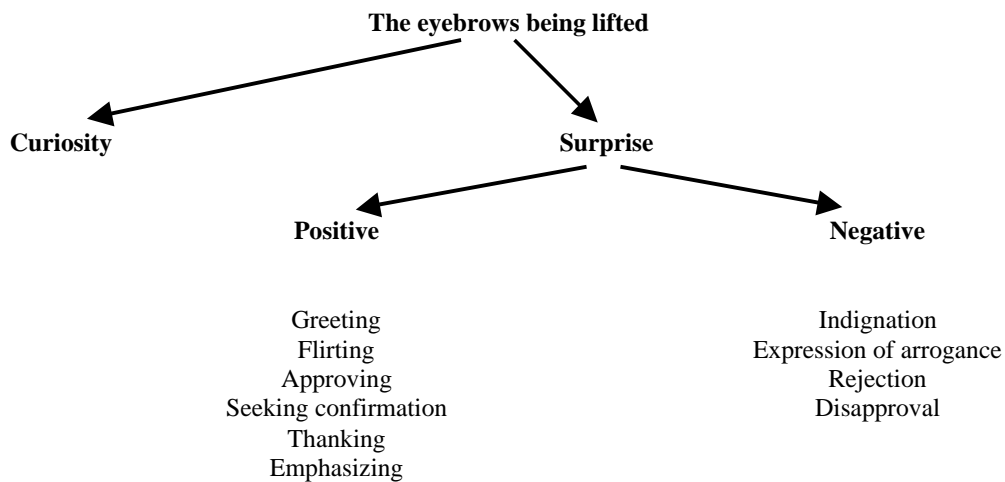 The eyebrows being lifted
Curiosity
Surprise
Positive
Negative
Greeting
Flirting
Approving
Seeking confirmation
Thanking
Emphasizing
Indignation
Expression of arrogance
Rejection
Disapproval